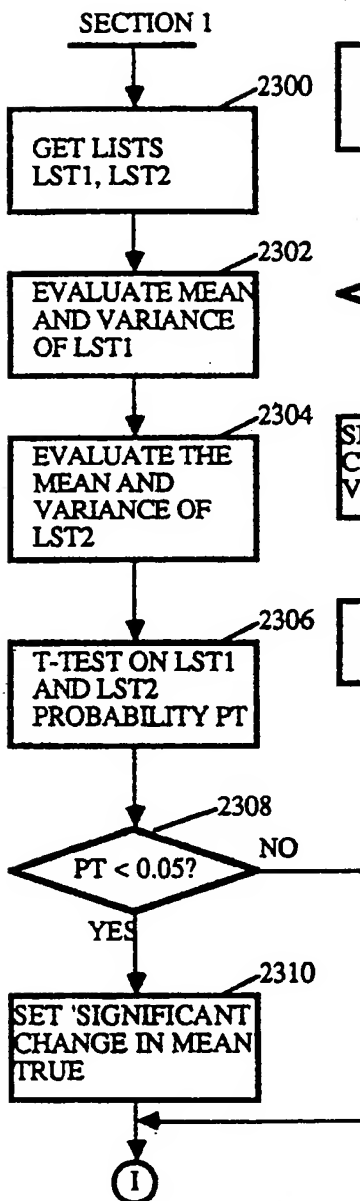 SECTION 1
2300
GET LISTS
LST1, LST2
2302
EVALUATE MEAN
AND VARIANCE
OF LST1
2304
EVALUATE THE
MEAN AND
VARIANCE OF
LST2
2306
T-TEST ON LST1
AND LST2
PROBABILITY PT
2308
PT < 0.05?
NO
YES
2310
SET 'SIGNIFICANT
CHANGE IN MEAN
TRUE
I